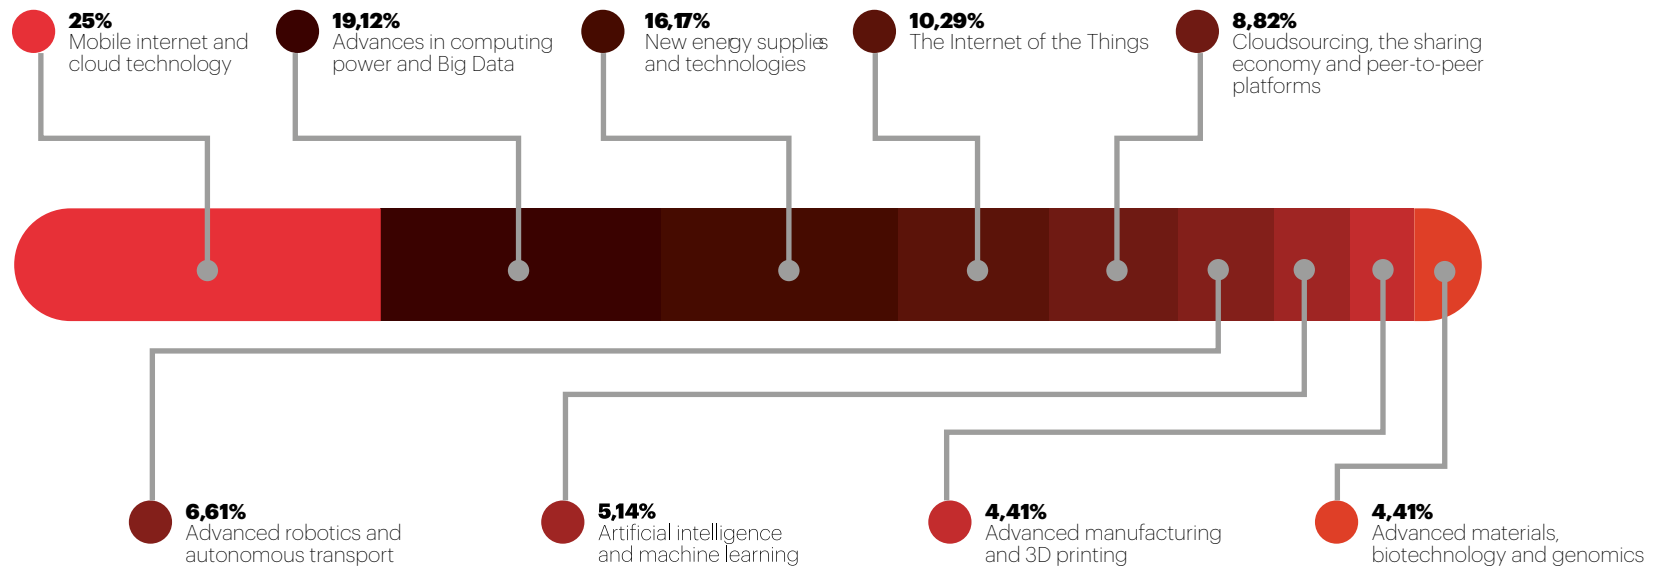 25%
Mobile internet and
cloud technology
19,12%
Advances in computing
power and Big Data
16,17%
New energy supplies
and technologies
10,29%
The Internet of the Things
8,82%
Cloudsourcing, the sharing
economy and peer-to-peer
platforms
6,61%
Advanced robotics and
autonomous transport
5,14%
Artificial intelligence
and machine learning
4,41%
Advanced manufacturing
and 3D printing
4,41%
Advanced materials,
biotechnology and genomics